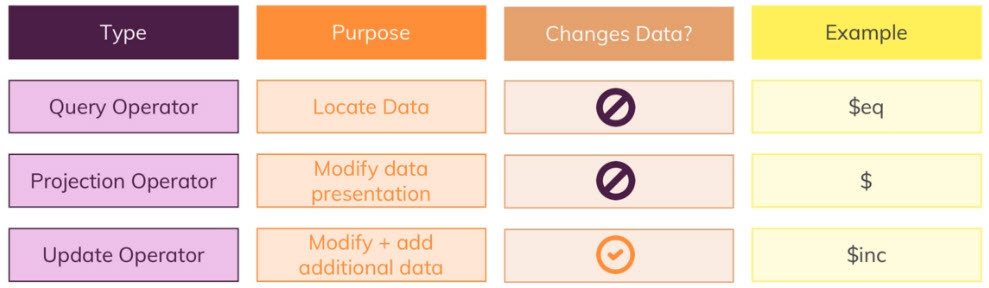 Type
Purpose
Changes Data?
Example
Query Operator
Locate Data
$eq
Projection Operator
Modify data
presentation
$
Update Operator
Modify + add
additional data
$inc